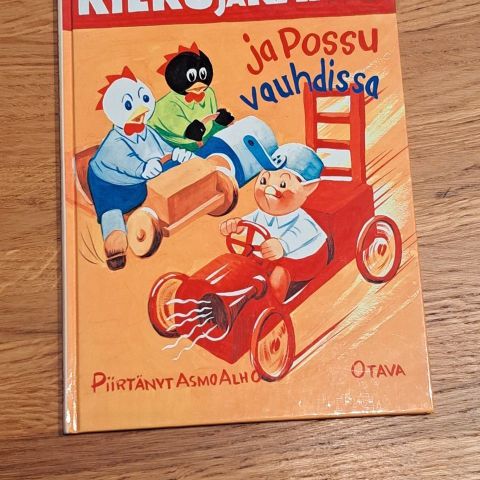 ja Possu
vauhdissa
PiiRTÄNYT ASMO ALHO
OTAVA